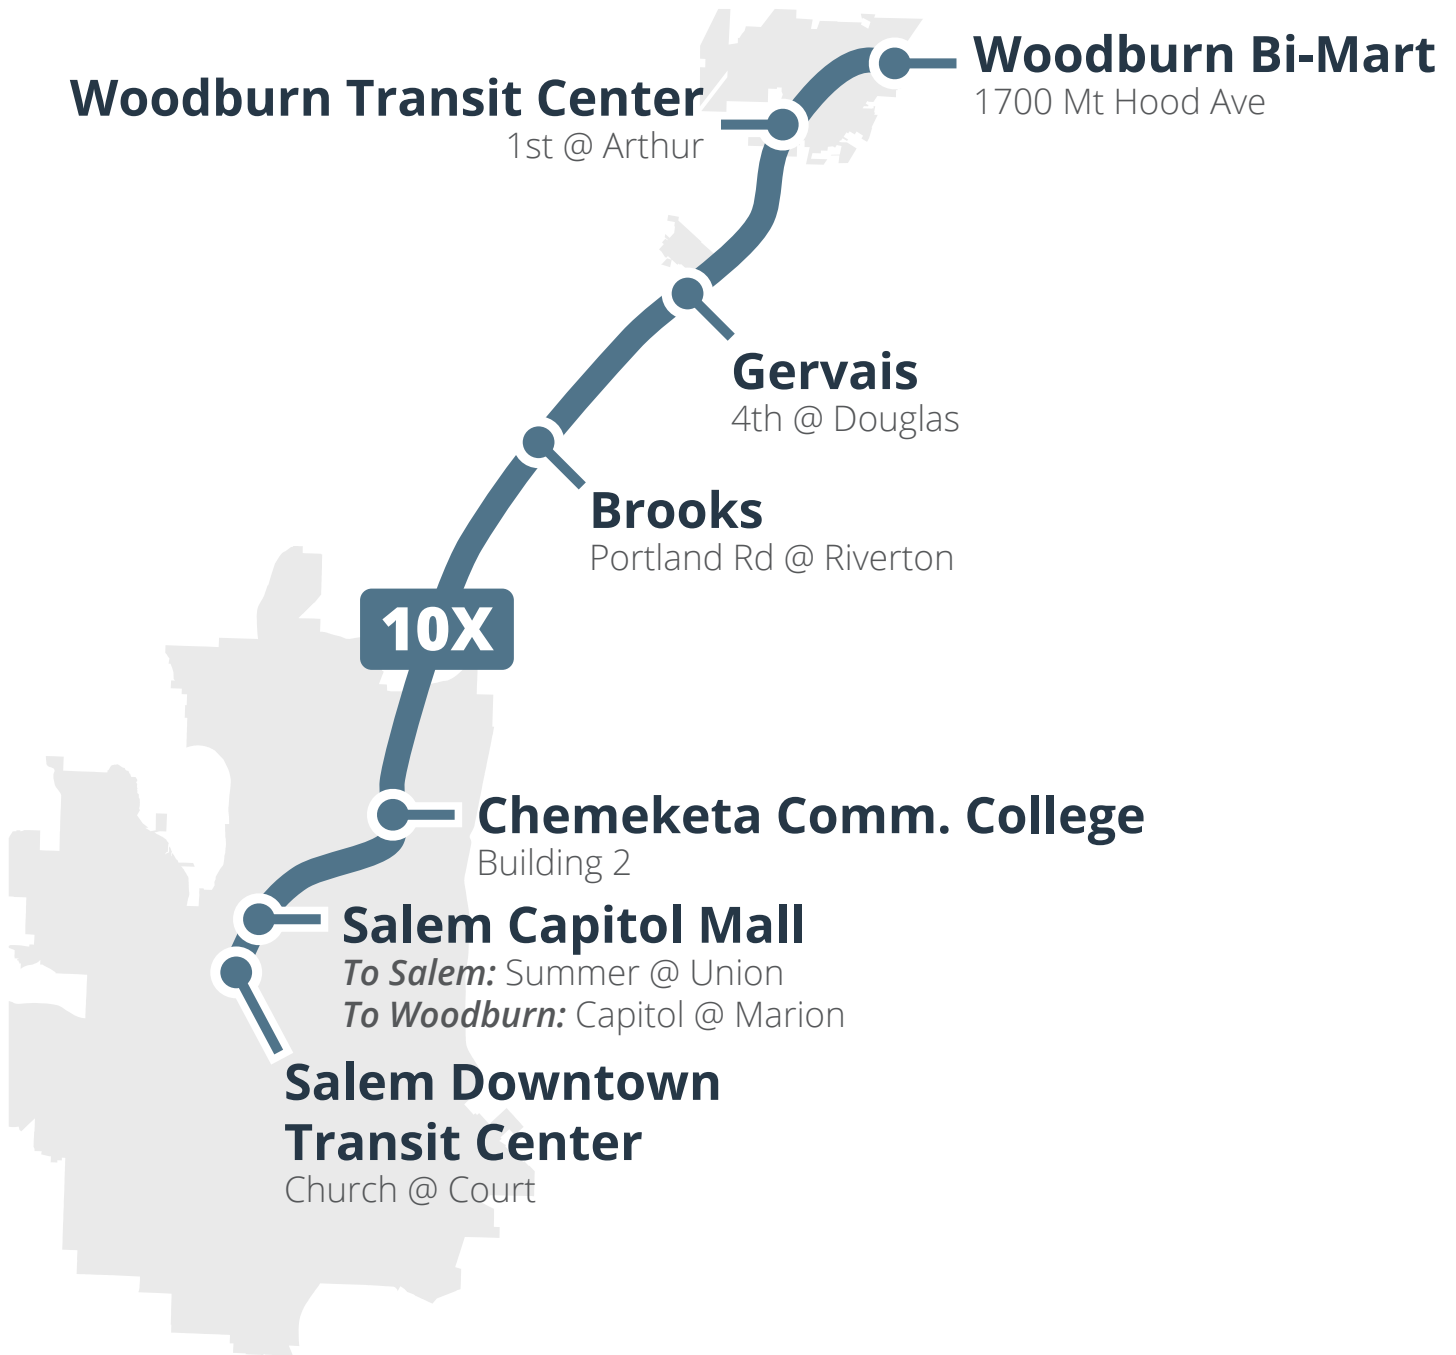 Woodburn Bi-Mart
1700 Mt Hood Ave
Woodburn Transit Center
1st @ Arthur
Gervais
4th @ Douglas
Brooks
Portland Rd @ Riverton
10X
Chemeketa Comm. College
Building 2
Salem Capitol Mall
To Salem: Summer @ Union
To Woodburn: Capitol @ Marion
Salem Downtown
Transit Center
Church @ Court